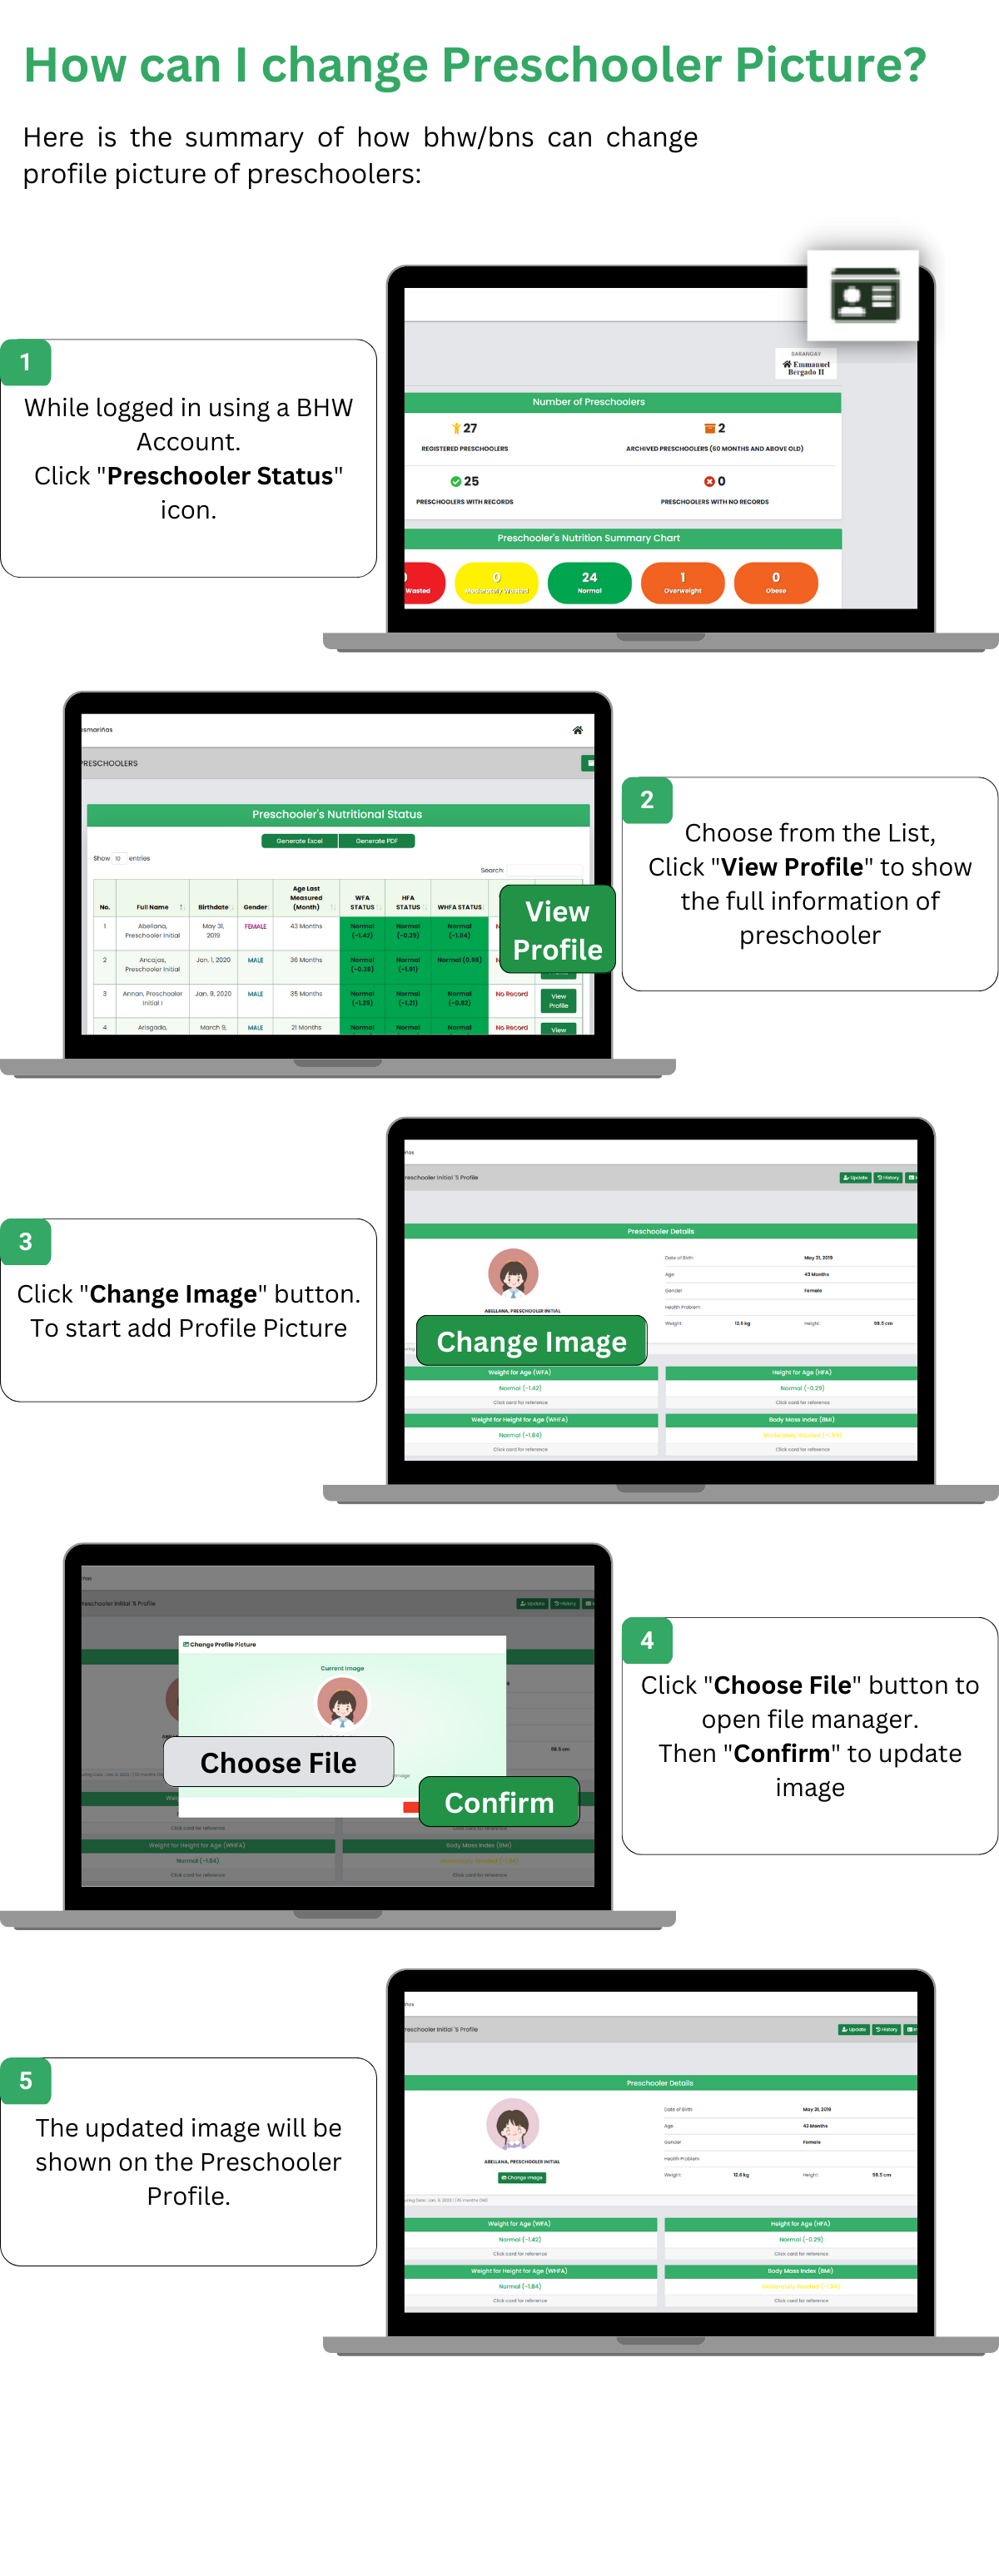 How can I change Preschooler Picture?
Here is the summary of how bhw/bns can change
profile picture of preschoolers:
BARANGAY
Emmanuel
Bergado II
1
While logged in using a BHW
Account.
Click "Preschooler Status"
icon.
Number of Preschoolers
27
REGISTERED PRESCHOOLERS
2
ARCHIVED PRESCHOOLERS (60 MONTHS AND ABOVE OLD)
25
PRESCHOOLERS WITH RECORDS
0
PRESCHOOLERS WITH NO RECORDS
Preschooler's Nutrition Summary Chart
Wasted
0
Moderately Wasted
24
Normal
1
Overweight
0
Obese
asmariñas
PRESCHOOLERS
Preschooler's Nutritional Status
Generate Excel Generate PDF
Show 10 entries
Search:
No. Full Name Birthdate Gender Age Last Measured (Month) WFA STATUS HFA STATUS WHFA STATUS
1 Abellana, Preschooler Initial May 31, 2019 FEMALE 43 Months Normal (-1.42) Normal (-0.29) Normal (-1.84)
2 Ancajas, Preschooler Initial Jan. 1, 2020 MALE 36 Months Normal (-0.38) Normal (-1.91) Normal (0.98)
3 Annan, Preschooler Initial I Jan. 9, 2020 MALE 35 Months Normal (-1.29) Normal (-1.21) Normal (-0.92) No Record View Profile
4 Arisgado, March 9, MALE 21 Months Normal Normal Normal No Record View
View
Profile
2
Choose from the List,
Click "View Profile" to show
the full information of
preschooler
3
Click "Change Image" button.
To start add Profile Picture
ñas
reschooler Initial 'S Profile
Update History
Preschooler Details
ABELLANA, PRESCHOOLER INITIAL
Date of Birth May 31, 2019
Age 43 Months
Gender Female
Health Problem
Weight: 12.6 kg Height: 98.5 cm
Change Image
Weight for Age (WFA) Height for Age (HFA)
Normal (-1.42) Normal (-0.29)
Click card for reference Click card for reference
Weight for Height for Age (WHFA) Body Mass Index (BMI)
Normal (-1.84)
Click card for reference Click card for reference
ñas
reschooler Initial 'S Profile
Update History
Change Profile Picture
Current Image
98.5 cm
Choose File
Confirm
Click card for reference Click card for reference
Weight for Height for Age (WHFA) Body Mass Index (BMI)
Normal (-1.84)
Click card for reference Click card for reference
4
Click "Choose File" button to
open file manager.
Then "Confirm" to update
image
5
The updated image will be
shown on the Preschooler
Profile.
ñas
reschooler Initial 'S Profile
Update History
Preschooler Details
ABELLANA, PRESCHOOLER INITIAL
Change Image
Date of Birth May 31, 2019
Age 43 Months
Gender Female
Health Problem
Weight: 12.6 kg Height: 98.5 cm
Weight for Age (WFA) Height for Age (HFA)
Normal (-1.42) Normal (-0.29)
Click card for reference Click card for reference
Weight for Height for Age (WHFA) Body Mass Index (BMI)
Normal (-1.84)
Click card for reference Click card for reference